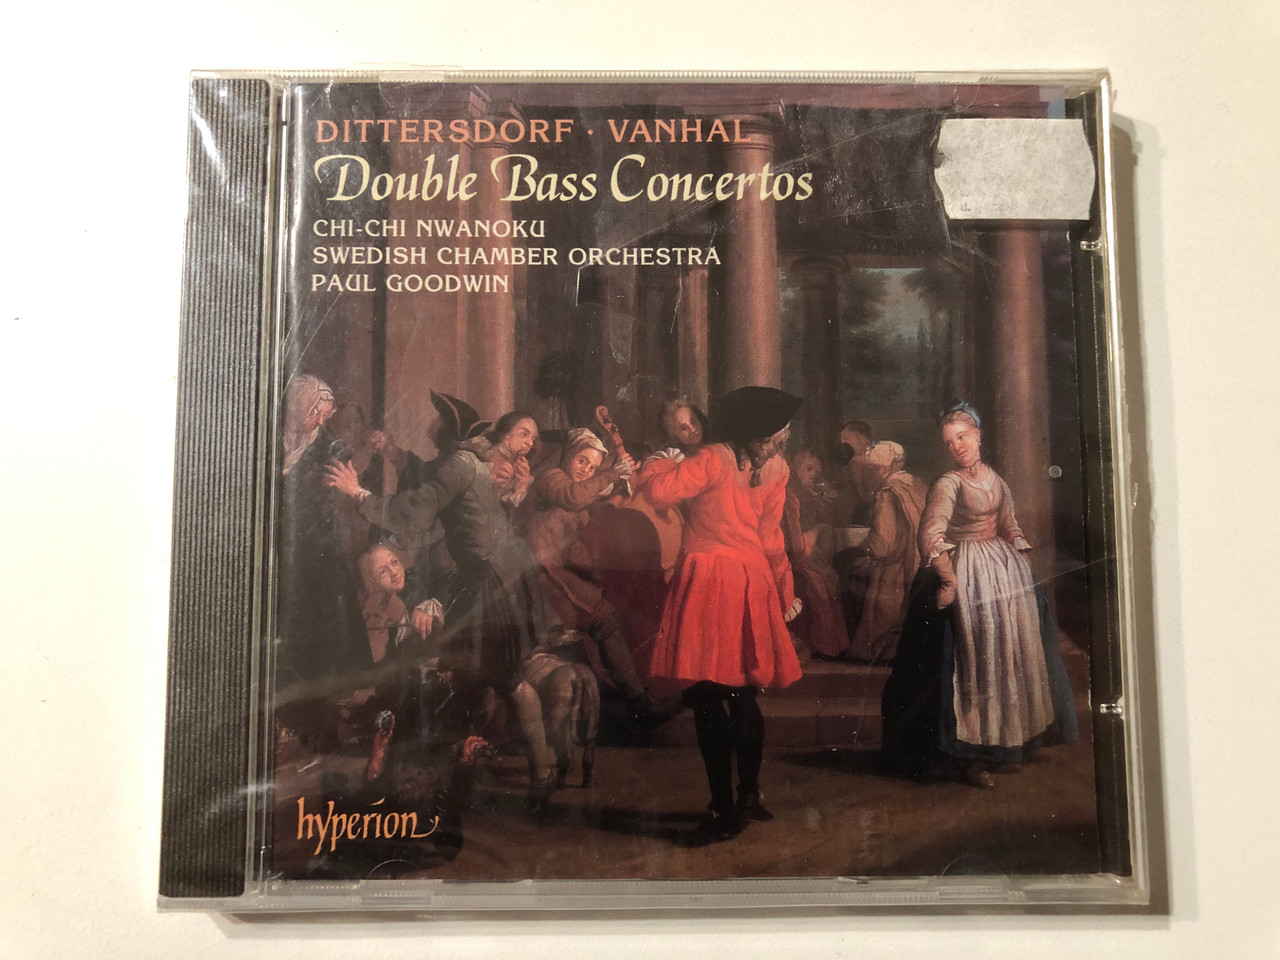 DITTERSDORF · VANHAL
Double Bass Concertos
CHI-CHI NWANOKU
SWEDISH CHAMBER ORCHESTRA
PAUL GOODWIN
hyperion